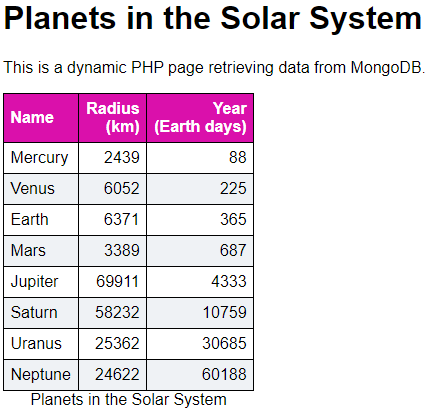 Planets in the Solar System
This is a dynamic PHP page retrieving data from MongoDB.
Name Radius (km) Year (Earth days)
Mercury 2439 88
Venus 6052 225
Earth 6371 365
Mars 3389 687
Jupiter 69911 4333
Saturn 58232 10759
Uranus 25362 30685
Neptune 24622 60188
Planets in the Solar System